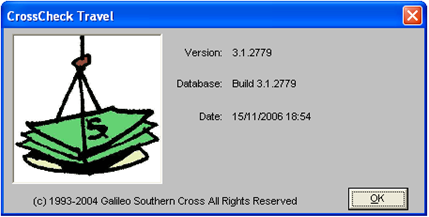 CrossCheck Travel
Version: 3.1.2779
Database: Build 3.1.2779
Date: 15/11/2006 18:54
(c) 1993-2004 Galileo Southern Cross All Rights Reserved
OK